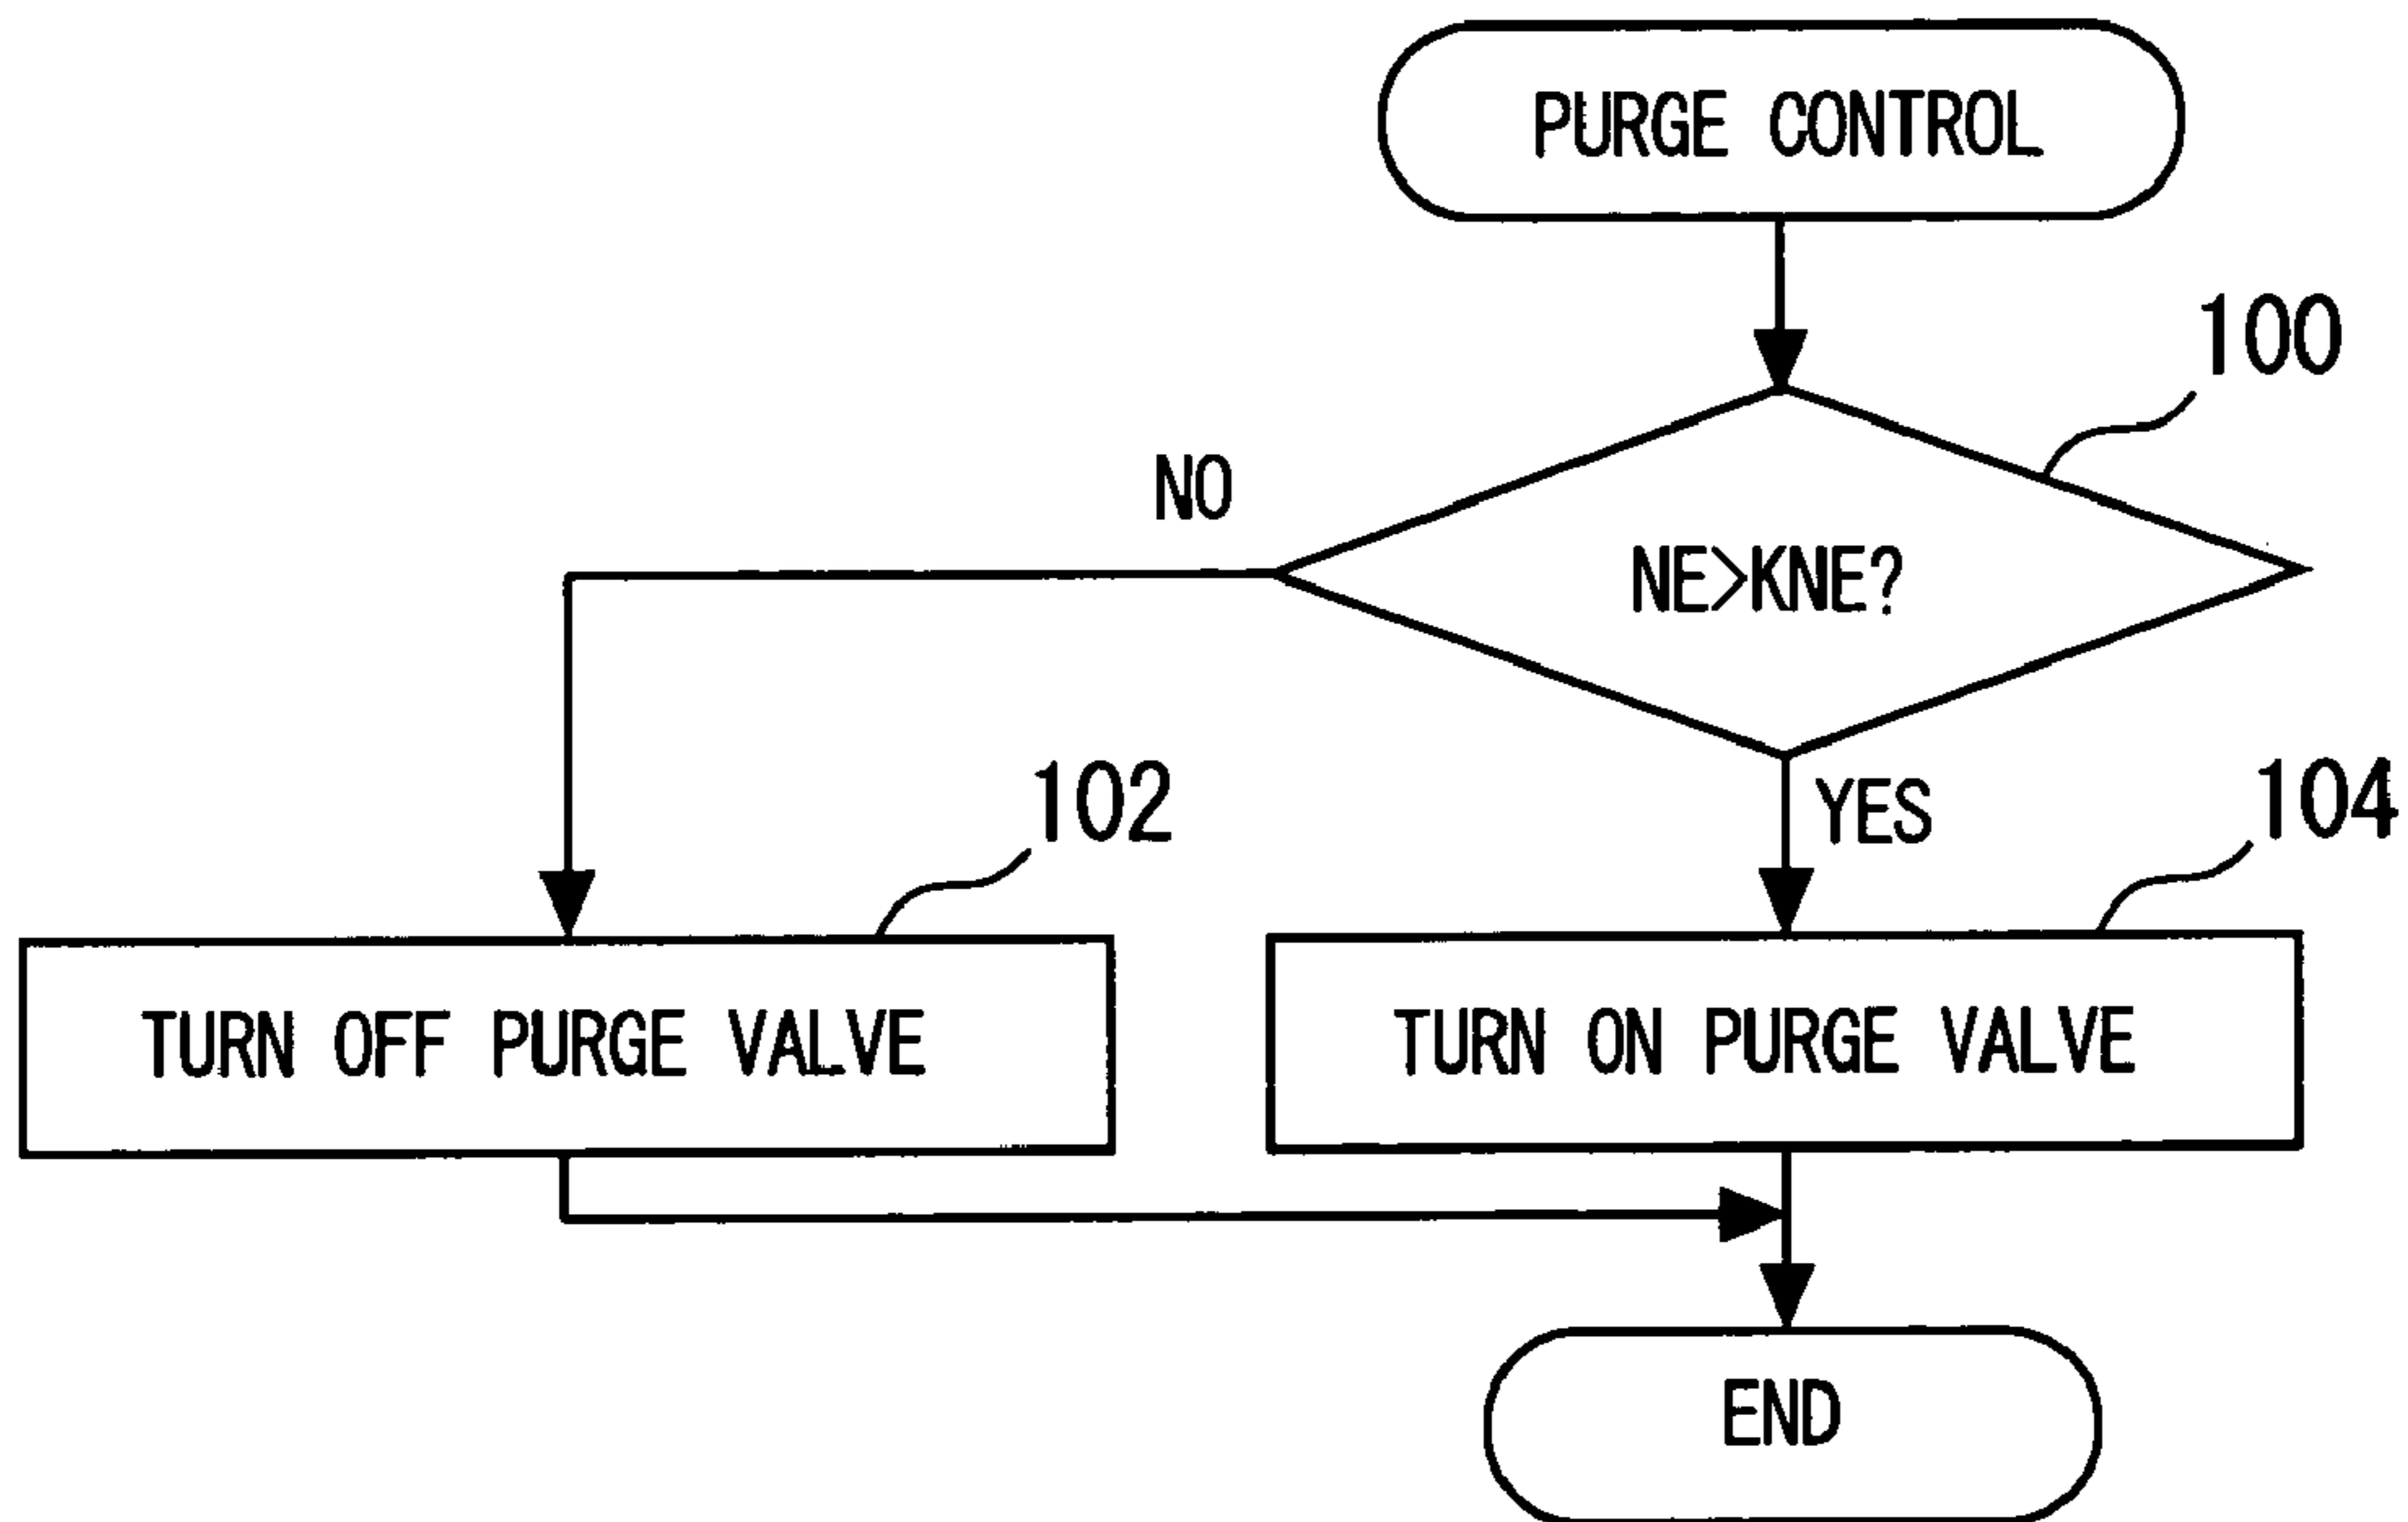 PURGE CONTROL
100
NE>KNE?
NO
YES
102
104
TURN OFF PURGE VALVE
TURN ON PURGE VALVE
END